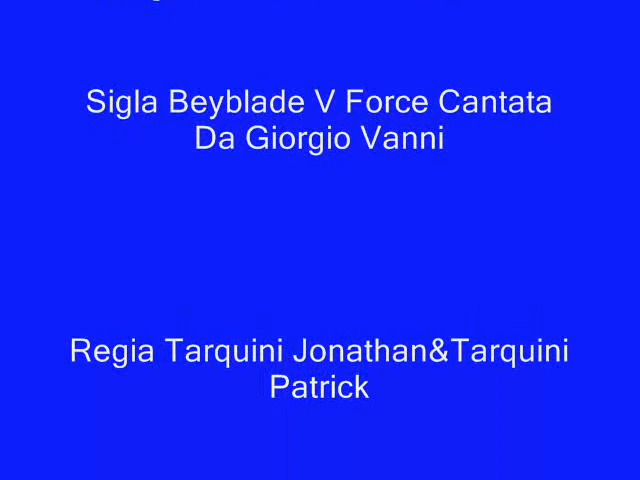 Sigla Beyblade V Force Cantata
Da Giorgio Vanni
Regia Tarquini Jonathan&Tarquini
Patrick